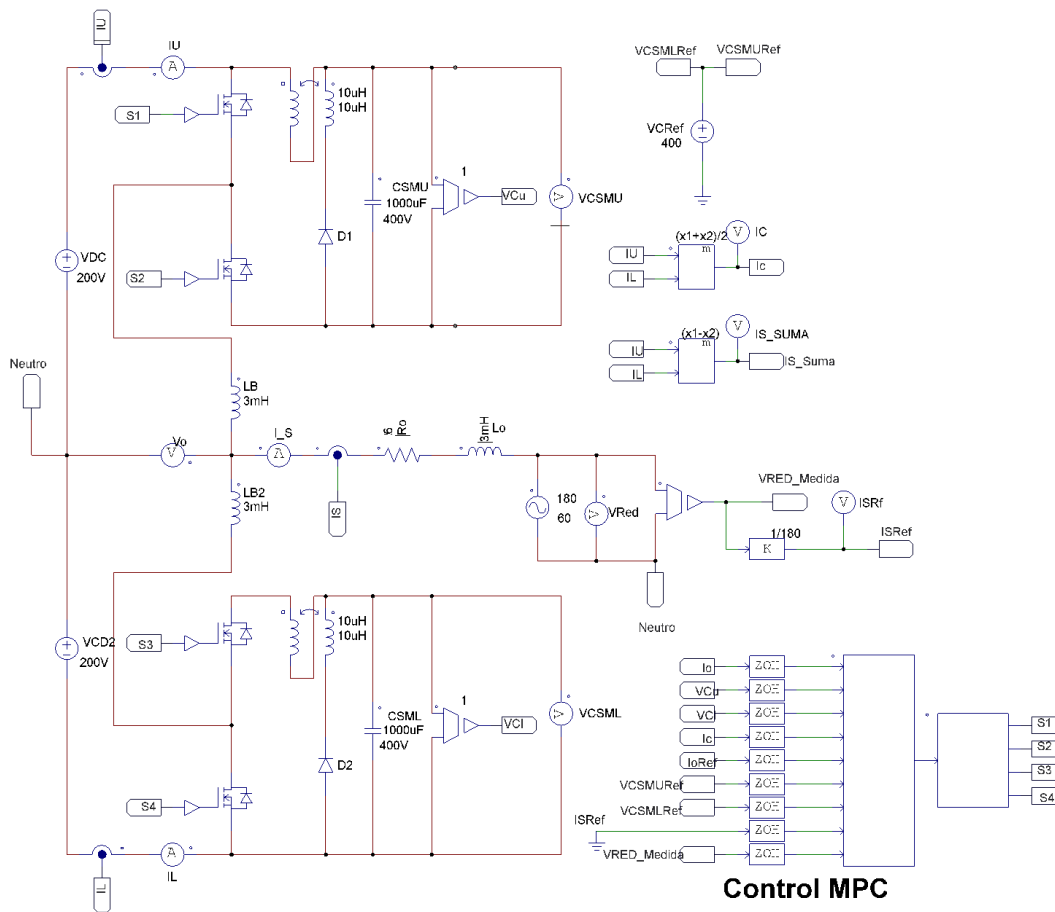 IU
IU
A
S1
10uH
10uH
CSMU
1000uF
400V
1
VCu
V
VCSMU
D1
VDC
200V
S2
VCSMLRef
VCSMURef
VCRef
400
(x1+x2)/2
V
IC
IU
IL
m
Ic
(x1-x2)
V
IS_SUMA
IU
IL
m
IS_Suma
Neutro
LB
3mH
Vo
V
I_S
A
IS
6
Ro
3mH
Lo
LB2
3mH
180
60
V
VRed
VRED_Medida
V
ISRf
1/180
K
ISRef
Neutro
VCD2
200V
S3
10uH
10uH
CSML
1000uF
400V
1
VCI
V
VCSML
D2
S4
IL
A
IL
Io
ZOH
VCu
ZOH
VCl
ZOH
Ic
ZOH
IoRef
ZOH
VCSMURef
ZOH
VCSMLRef
ZOH
ISRef
ZOH
VRED_Medida
ZOH
S1
S2
S3
S4
Control MPC